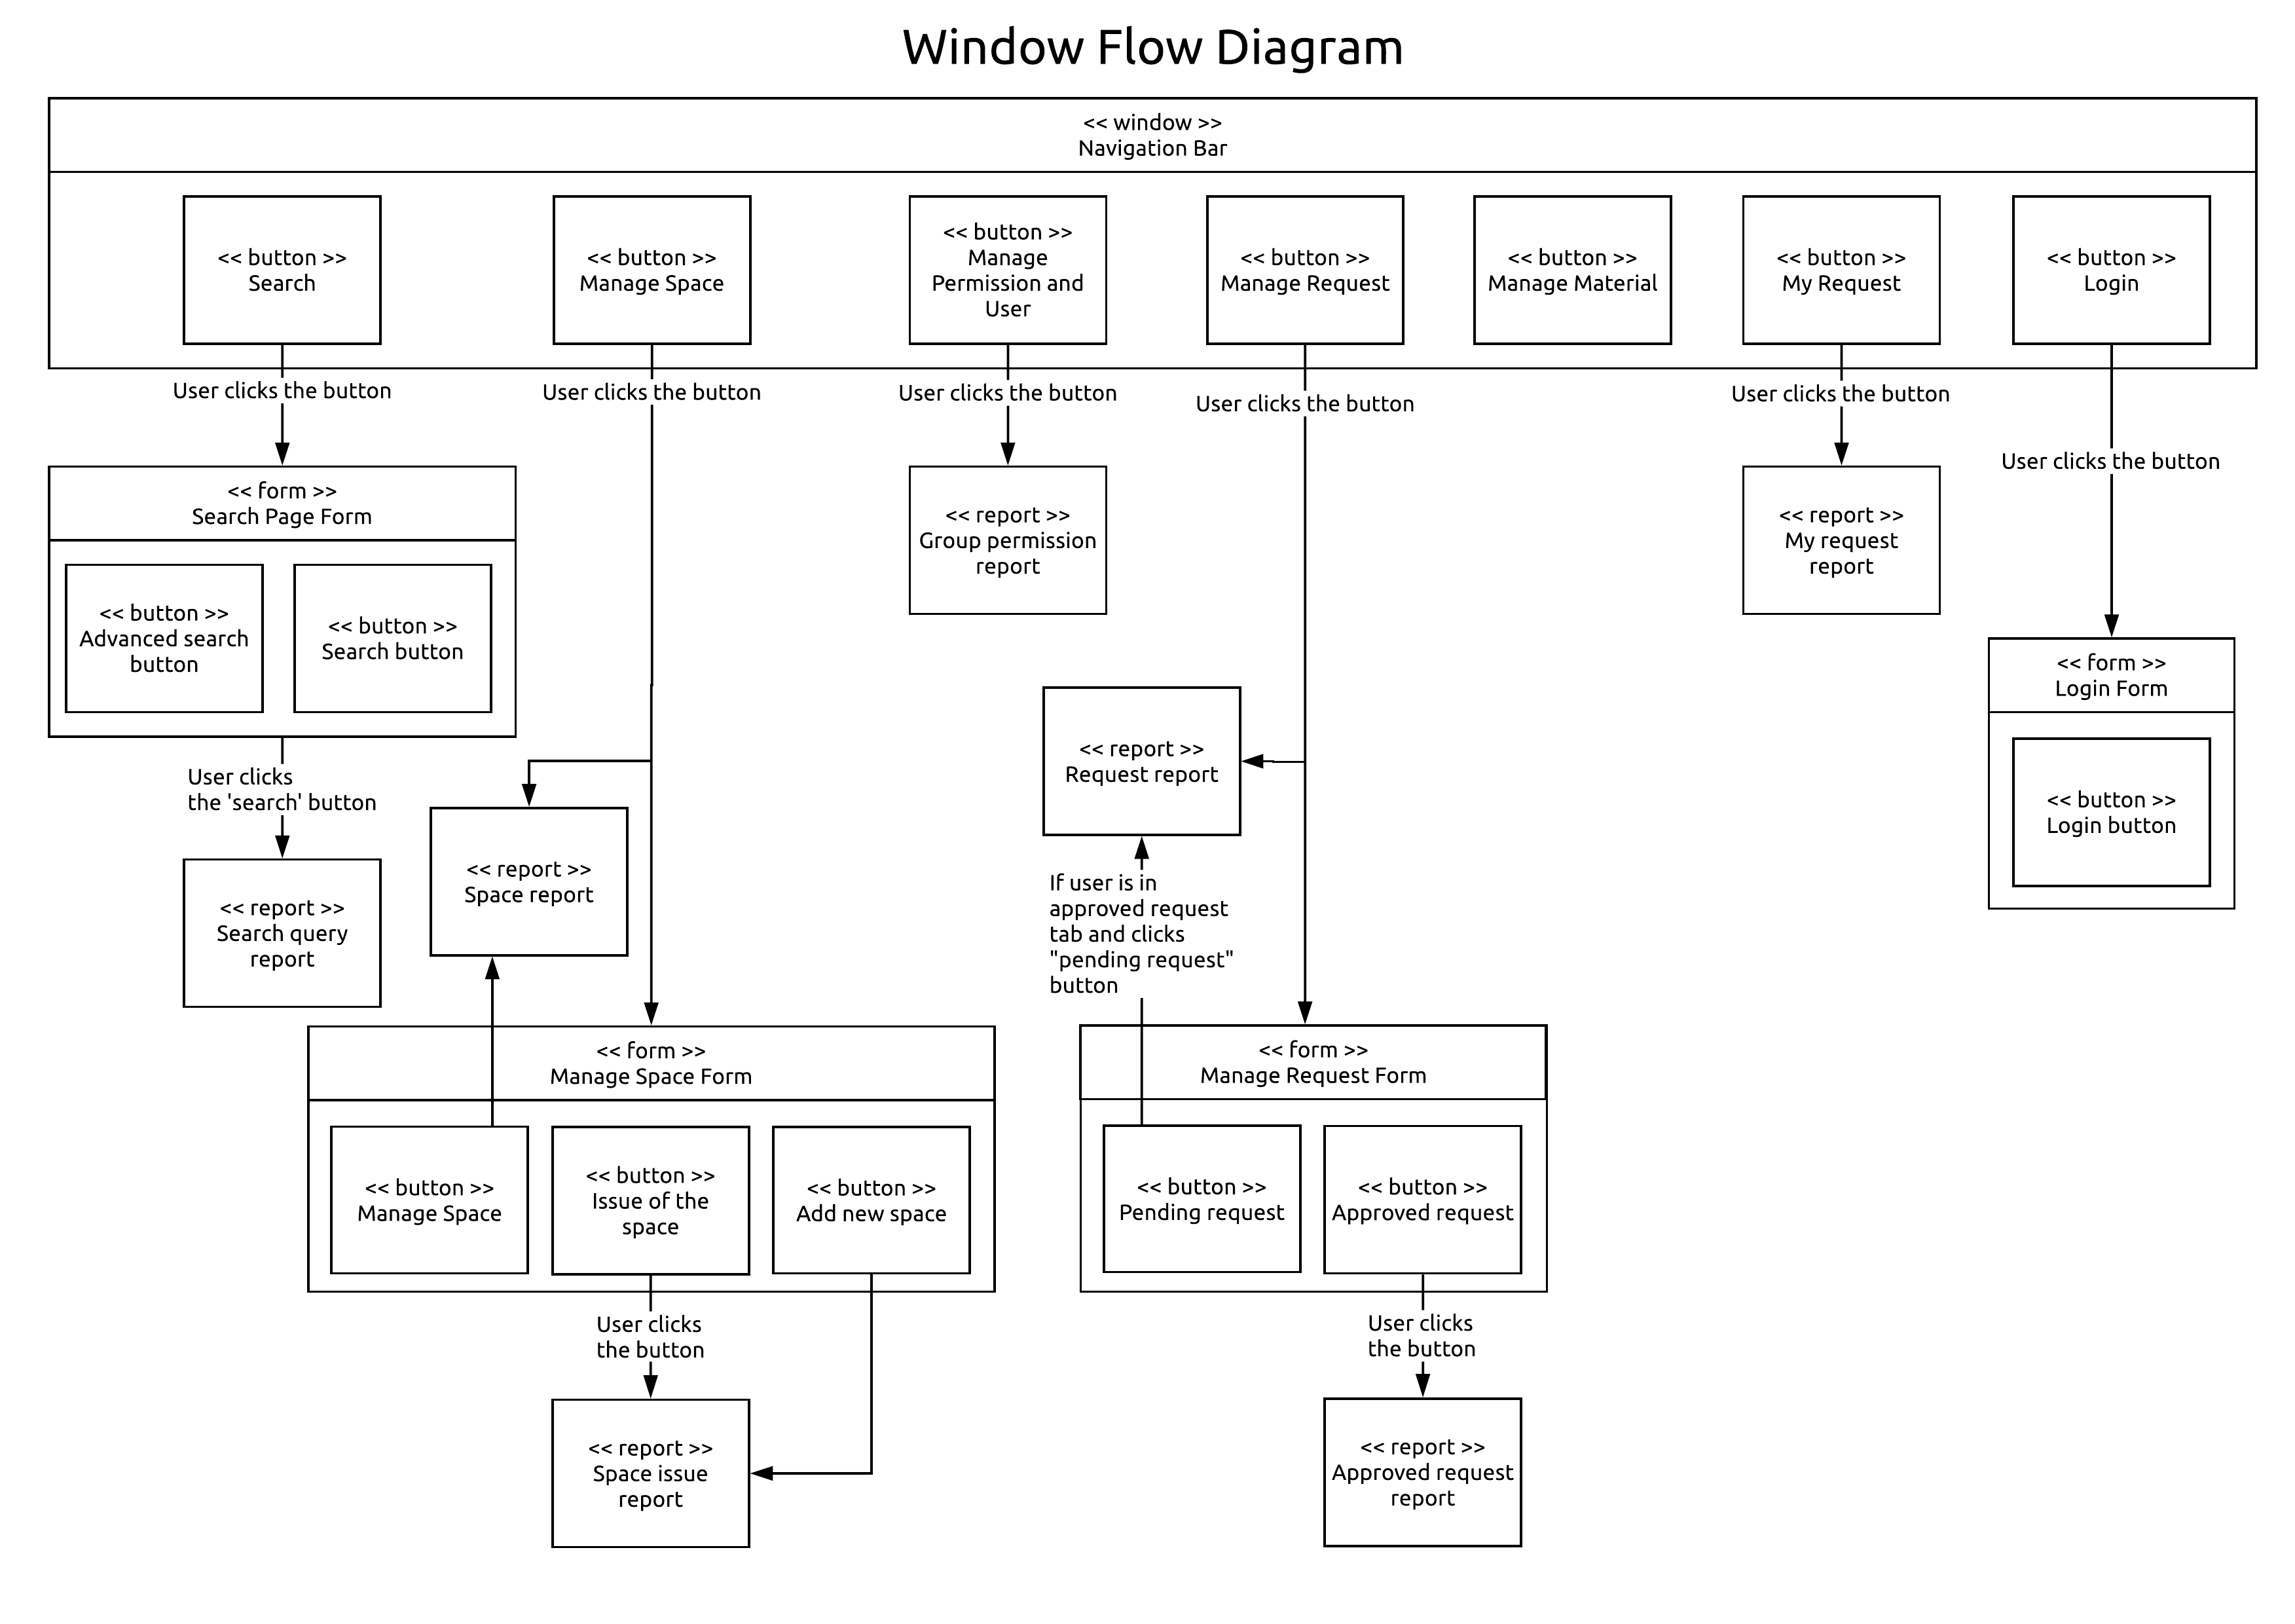 Window Flow Diagram
<< window >>
Navigation Bar
<< button >>
Search
<< button >>
Manage Space
<< button >>
Manage
Permission and
User
<< button >>
Manage Request
<< button >>
Manage Material
<< button >>
My Request
<< button >>
Login
User clicks the button
User clicks the button
User clicks the button
User clicks the button
User clicks the button
User clicks the button
<< form >>
Search Page Form
<< button >>
Advanced search
button
<< button >>
Search button
<< report >>
Group permission
report
<< report >>
My request
report
<< form >>
Login Form
<< button >>
Login button
User clicks
the 'search' button
<< report >>
Search query
report
<< report >>
Space report
<< report >>
Request report
If user is in
approved request
tab and clicks
"pending request"
button
<< form >>
Manage Space Form
<< button >>
Manage Space
<< button >>
Issue of the
space
<< button >>
Add new space
<< form >>
Manage Request Form
<< button >>
Pending request
<< button >>
Approved request
User clicks
the button
User clicks
the button
<< report >>
Space issue
report
<< report >>
Approved request
report